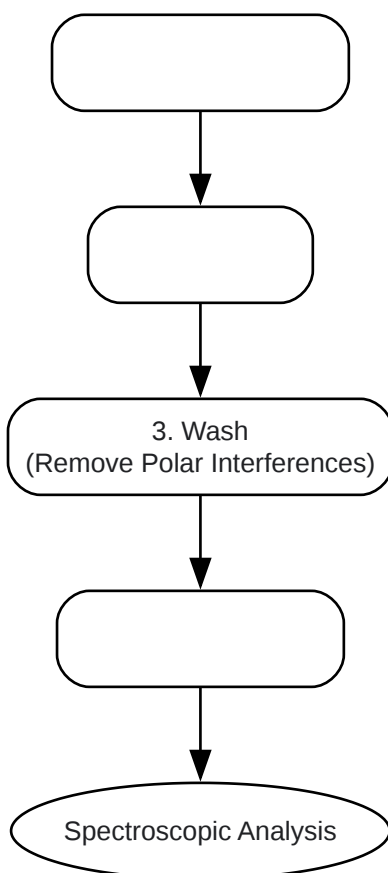 3. Wash
(Remove Polar Interferences)
Spectroscopic Analysis